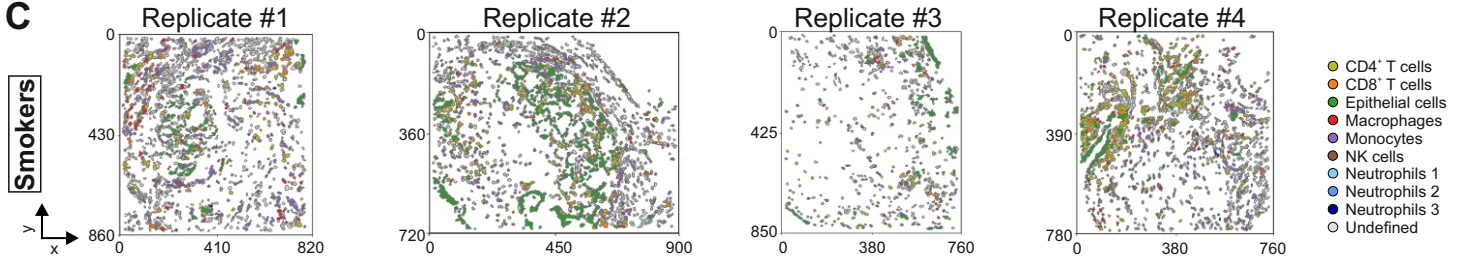 C
Smokers
y
x
Replicate #1
0
430
860
0
410
820
Replicate #2
0
360
720
0
450
900
Replicate #3
0
425
850
0
380
760
Replicate #4
0
390
780
0
380
760
CD4⁺ T cells
CD8⁺ T cells
Epithelial cells
Macrophages
Monocytes
NK cells
Neutrophils 1
Neutrophils 2
Neutrophils 3
Undefined